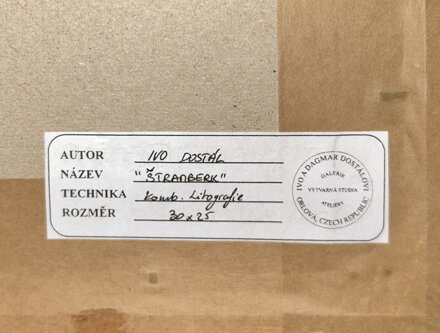 AUTOR IVO DOSTÁL
NÁZEV "ŠTRAMBERK"
TECHNIKA Komb. Litografie
ROZMĚR 30 x 25
IVO A DAGMAR DOSTÁLOVI
GALERIE
VÝTVARNÁ STUDIA
ATELIÉRY
ORLOVÁ, CZECH REPUBLIC